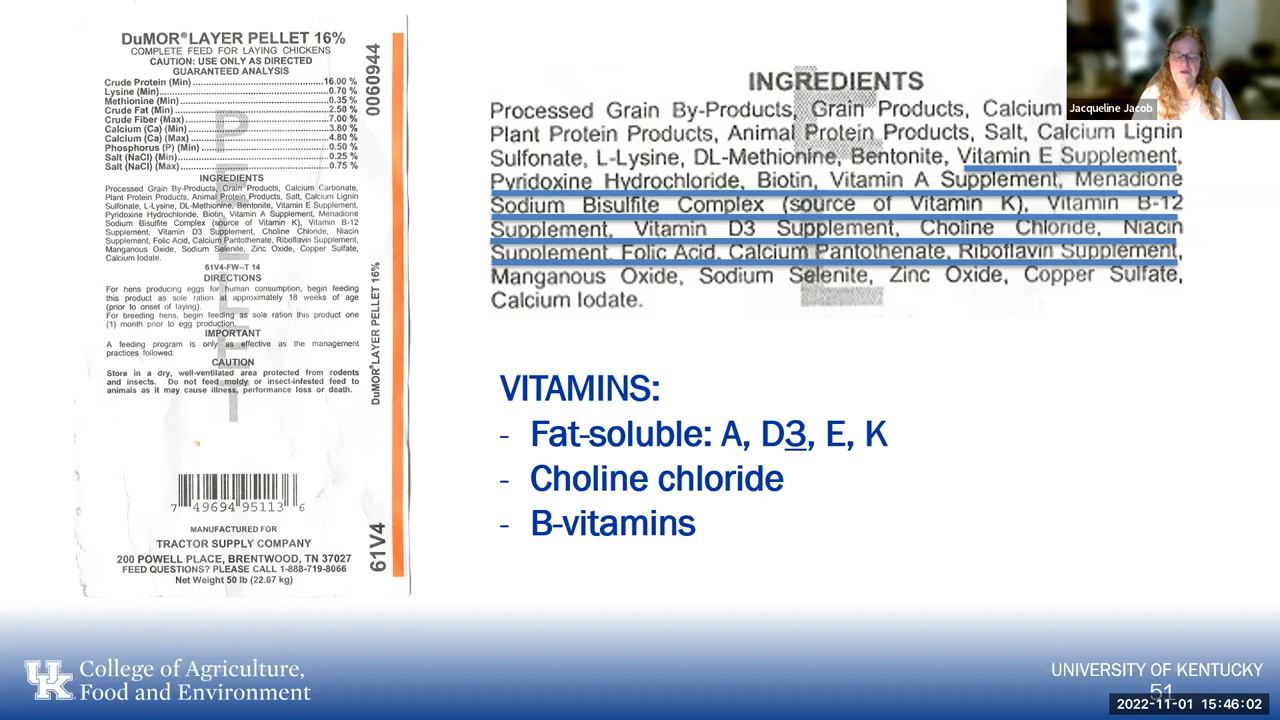 DuMOR® LAYER PELLET 16%
COMPLETE FEED FOR LAYING CHICKENS
CAUTION: USE ONLY AS DIRECTED
GUARANTEED ANALYSIS
Crude Protein (Min) 16.00 %
Lysine (Min) 0.70 %
Methionine (Min) 0.35 %
Crude Fat (Min) 2.50 %
Crude Fiber (Max) 7.00 %
Calcium (Ca) (Min) 3.80 %
Calcium (Ca) (Max) 4.80 %
Phosphorus (P) (Min) 0.50 %
Salt (NaCl) (Min) 0.25 %
Salt (NaCl) (Max) 0.75 %
INGREDIENTS
Processed Grain By-Products, Grain Products, Calcium Carbonate,
Plant Protein Products, Animal Protein Products, Salt, Calcium Lignin
Sulfonate, L-Lysine, DL-Methionine, Bentonite, Vitamin E Supplement,
Pyridoxine Hydrochloride, Biotin, Vitamin A Supplement, Menadione
Sodium Bisulfite Complex (source of Vitamin K), Vitamin B-12
Supplement, Vitamin D3 Supplement, Choline Chloride, Niacin
Supplement, Folic Acid, Calcium Pantothenate, Riboflavin Supplement,
Manganous Oxide, Sodium Selenite, Zinc Oxide, Copper Sulfate,
Calcium Iodate.
61V4-FW--T 14
DIRECTIONS
For hens producing eggs for human consumption, begin feeding
this product as sole ration at approximately 18 weeks of age
(prior to onset of laying).
For breeding hens, begin feeding as sole ration this product one
(1) month prior to egg production.
IMPORTANT
A feeding program is only as effective as the management
practices followed.
CAUTION
Store in a dry, well-ventilated area protected from rodents
and insects. Do not feed moldy or insect-infested feed to
animals as it may cause illness, performance loss or death.
PELLET
7 49694 95113 6
MANUFACTURED FOR
TRACTOR SUPPLY COMPANY
200 POWELL PLACE, BRENTWOOD, TN 37027
FEED QUESTIONS? PLEASE CALL 1-888-719-8066
Net Weight 50 lb (22.67 kg)
0060944
DuMOR® LAYER PELLET 16%
61V4
INGREDIENTS
Processed Grain By-Products, Grain Products, Calcium
Plant Protein Products, Animal Protein Products, Salt, Calcium Lignin
Sulfonate, L-Lysine, DL-Methionine, Bentonite, Vitamin E Supplement,
Pyridoxine Hydrochloride, Biotin, Vitamin A Supplement, Menadione
Sodium Bisulfite Complex (source of Vitamin K), Vitamin B-12
Supplement, Vitamin D3 Supplement, Choline Chloride, Niacin
Supplement, Folic Acid, Calcium Pantothenate, Riboflavin Supplement,
Manganous Oxide, Sodium Selenite, Zinc Oxide, Copper Sulfate,
Calcium Iodate.
Jacqueline Jacob
VITAMINS:
- Fat-soluble: A, D3, E, K
- Choline chloride
- B-vitamins
UK College of Agriculture,
Food and Environment
UNIVERSITY OF KENTUCKY
51
2022-11-01 15:46:02